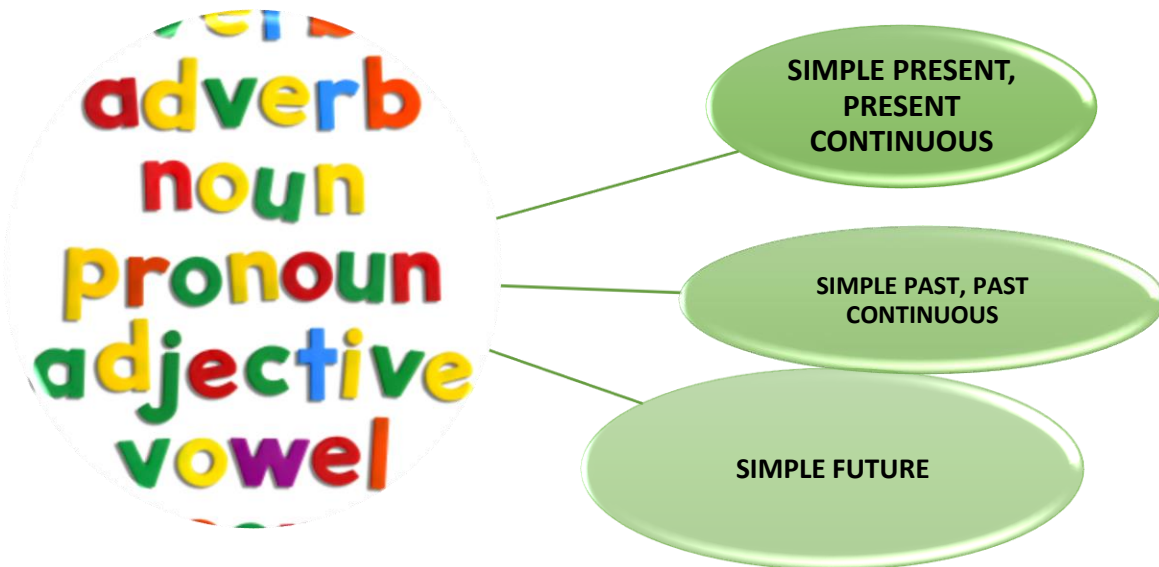 adverb
noun
pronoun
adjective
vowel
SIMPLE PRESENT,
PRESENT
CONTINUOUS
SIMPLE PAST, PAST
CONTINUOUS
SIMPLE FUTURE